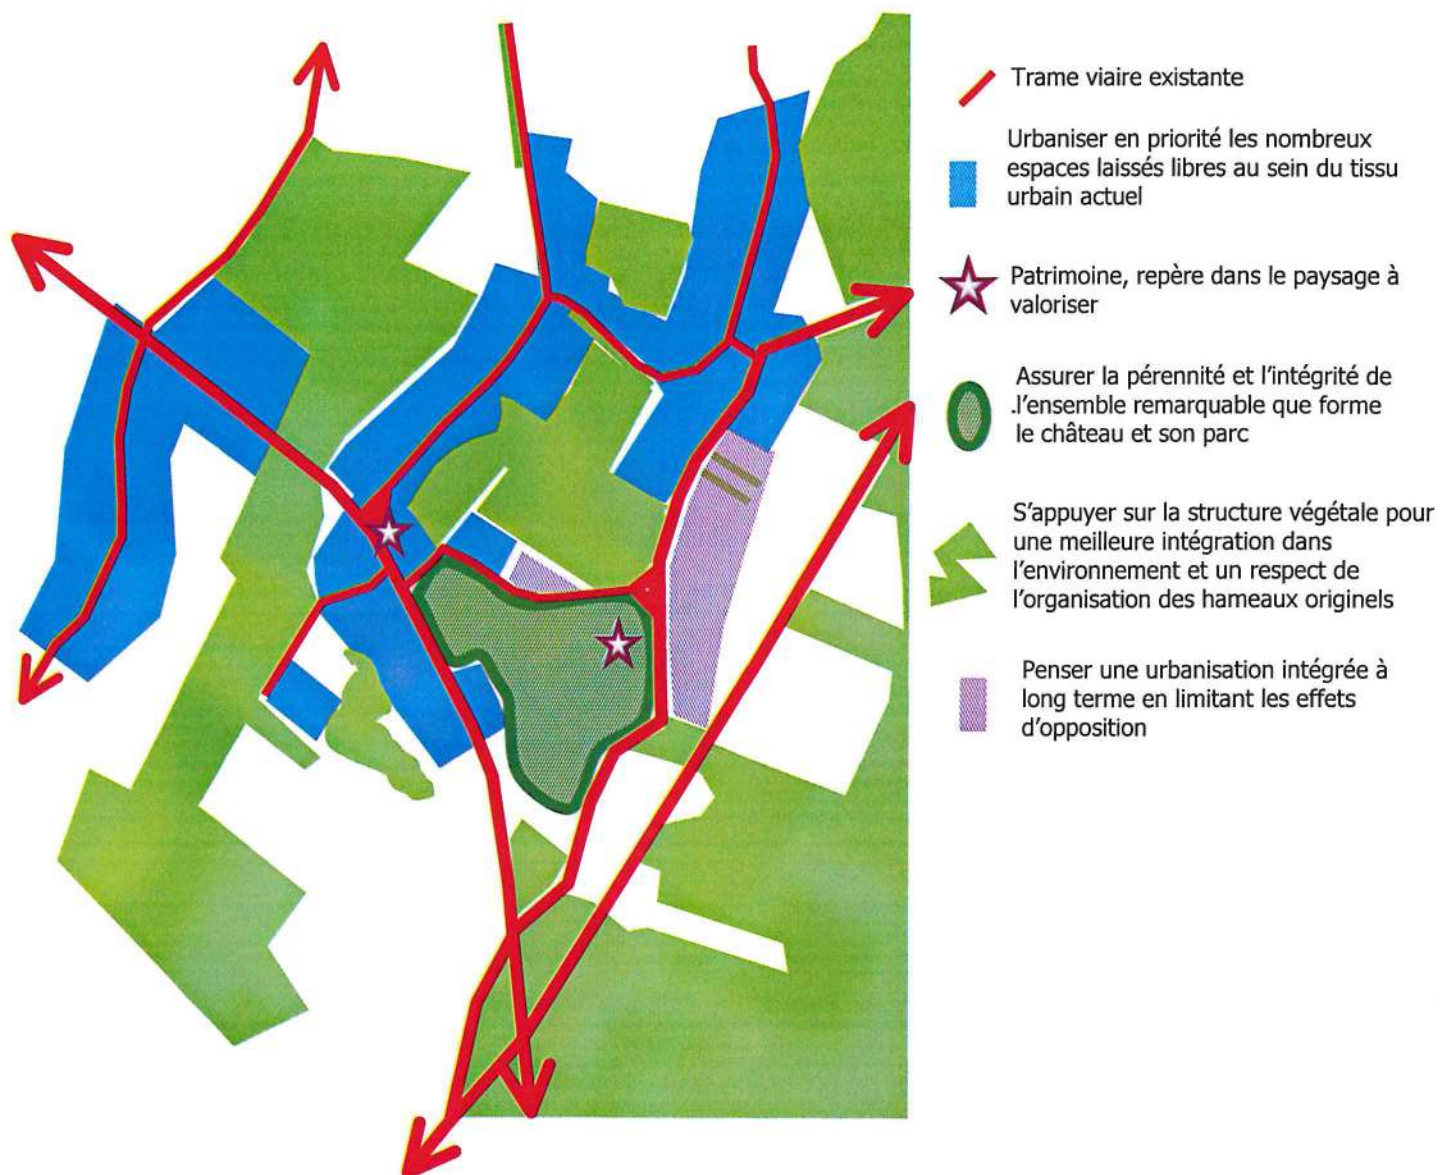 Trame viaire existante
Urbaniser en priorité les nombreux
espaces laissés libres au sein du tissu
urbain actuel
Patrimoine, repère dans le paysage à
valoriser
Assurer la pérennité et l'intégrité de
.l'ensemble remarquable que forme
le château et son parc
S'appuyer sur la structure végétale pour
une meilleure intégration dans
l'environnement et un respect de
l'organisation des hameaux originels
Penser une urbanisation intégrée à
long terme en limitant les effets
d'opposition